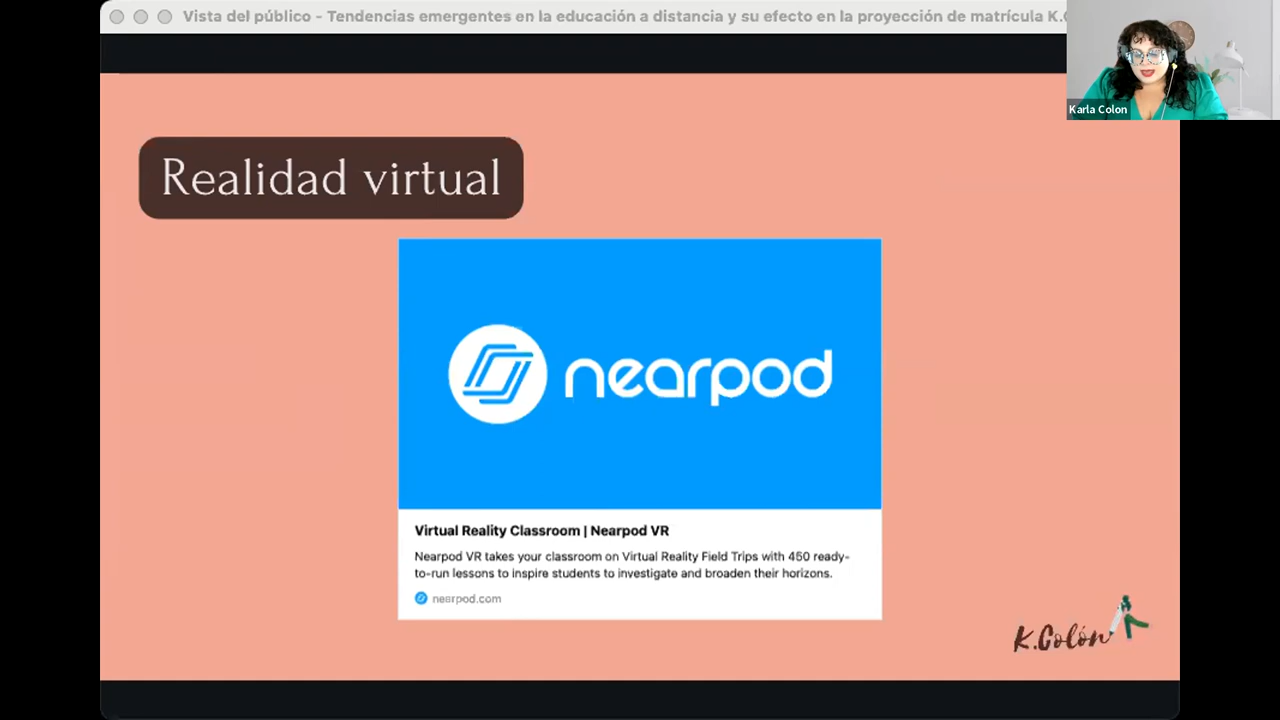 Vista del público - Tendencias emergentes en la educación a distancia y su efecto en la proyección de matrícula K.
Karla Colon
Realidad virtual
nearpod
Virtual Reality Classroom | Nearpod VR
Nearpod VR takes your classroom on Virtual Reality Field Trips with 450 ready-
to-run lessons to inspire students to investigate and broaden their horizons.
nearpod.com
K.Colón